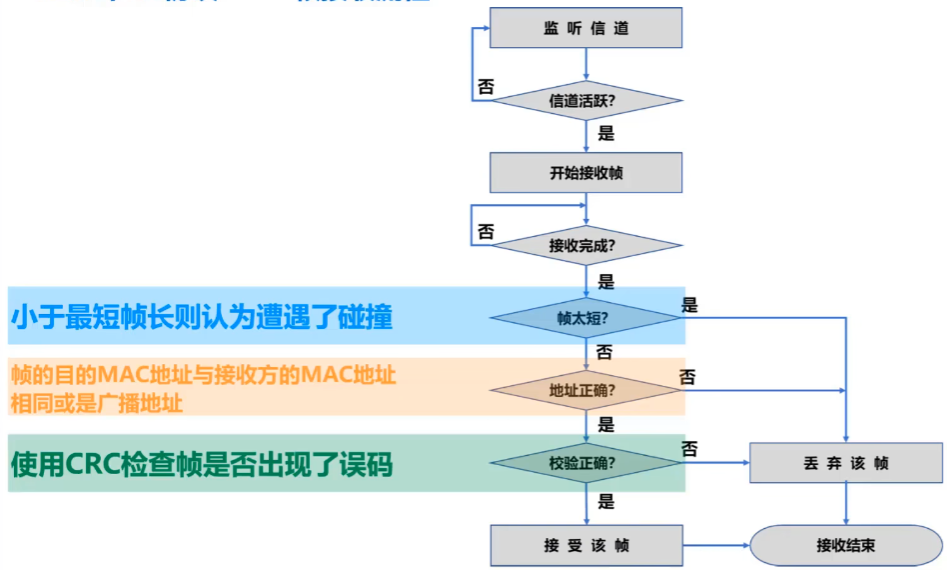 监 听 信 道
否
信道活跃?
是
开始接收帧
否
接收完成?
是
小于最短帧长则认为遭遇了碰撞
帧太短?
是
否
帧的目的MAC地址与接收方的MAC地址
相同或是广播地址
地址正确?
否
是
使用CRC检查帧是否出现了误码
校验正确?
否
丢 弃 该 帧
是
接 受 该 帧
接收结束